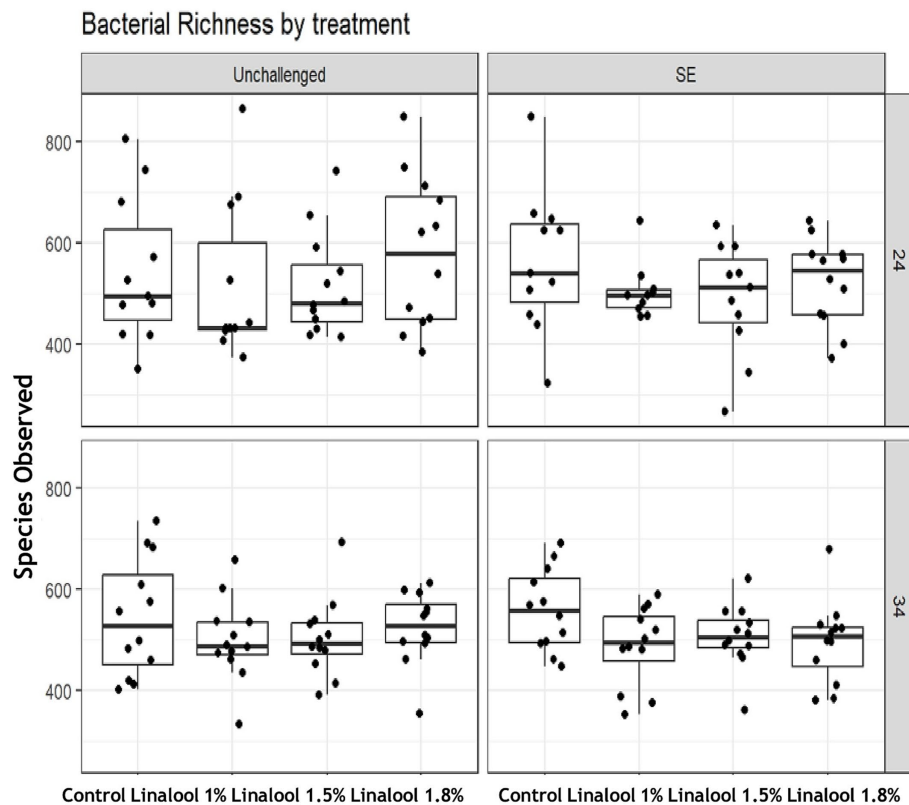 Bacterial Richness by treatment
Unchallenged SE
800
600
400
24
800
600
400
34
Species Observed
Control Linalool 1% Linalool 1.5% Linalool 1.8% Control Linalool 1% Linalool 1.5% Linalool 1.8%